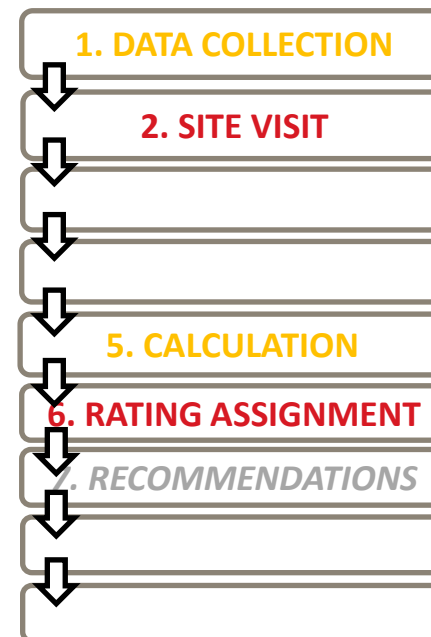 1. DATA COLLECTION
2. SITE VISIT
5. CALCULATION
6. RATING ASSIGNMENT
7. RECOMMENDATIONS